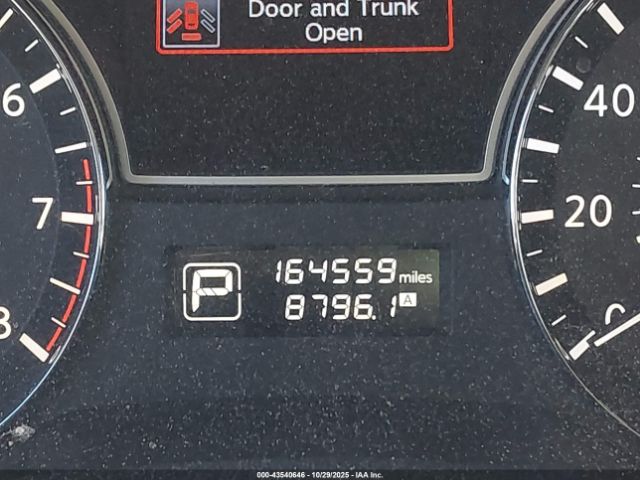 Door and Trunk
Open
6
7
8
40
20
0
P
164559 miles
8796.1 A
000-43540646 - 10/29/2025 - IAA Inc.